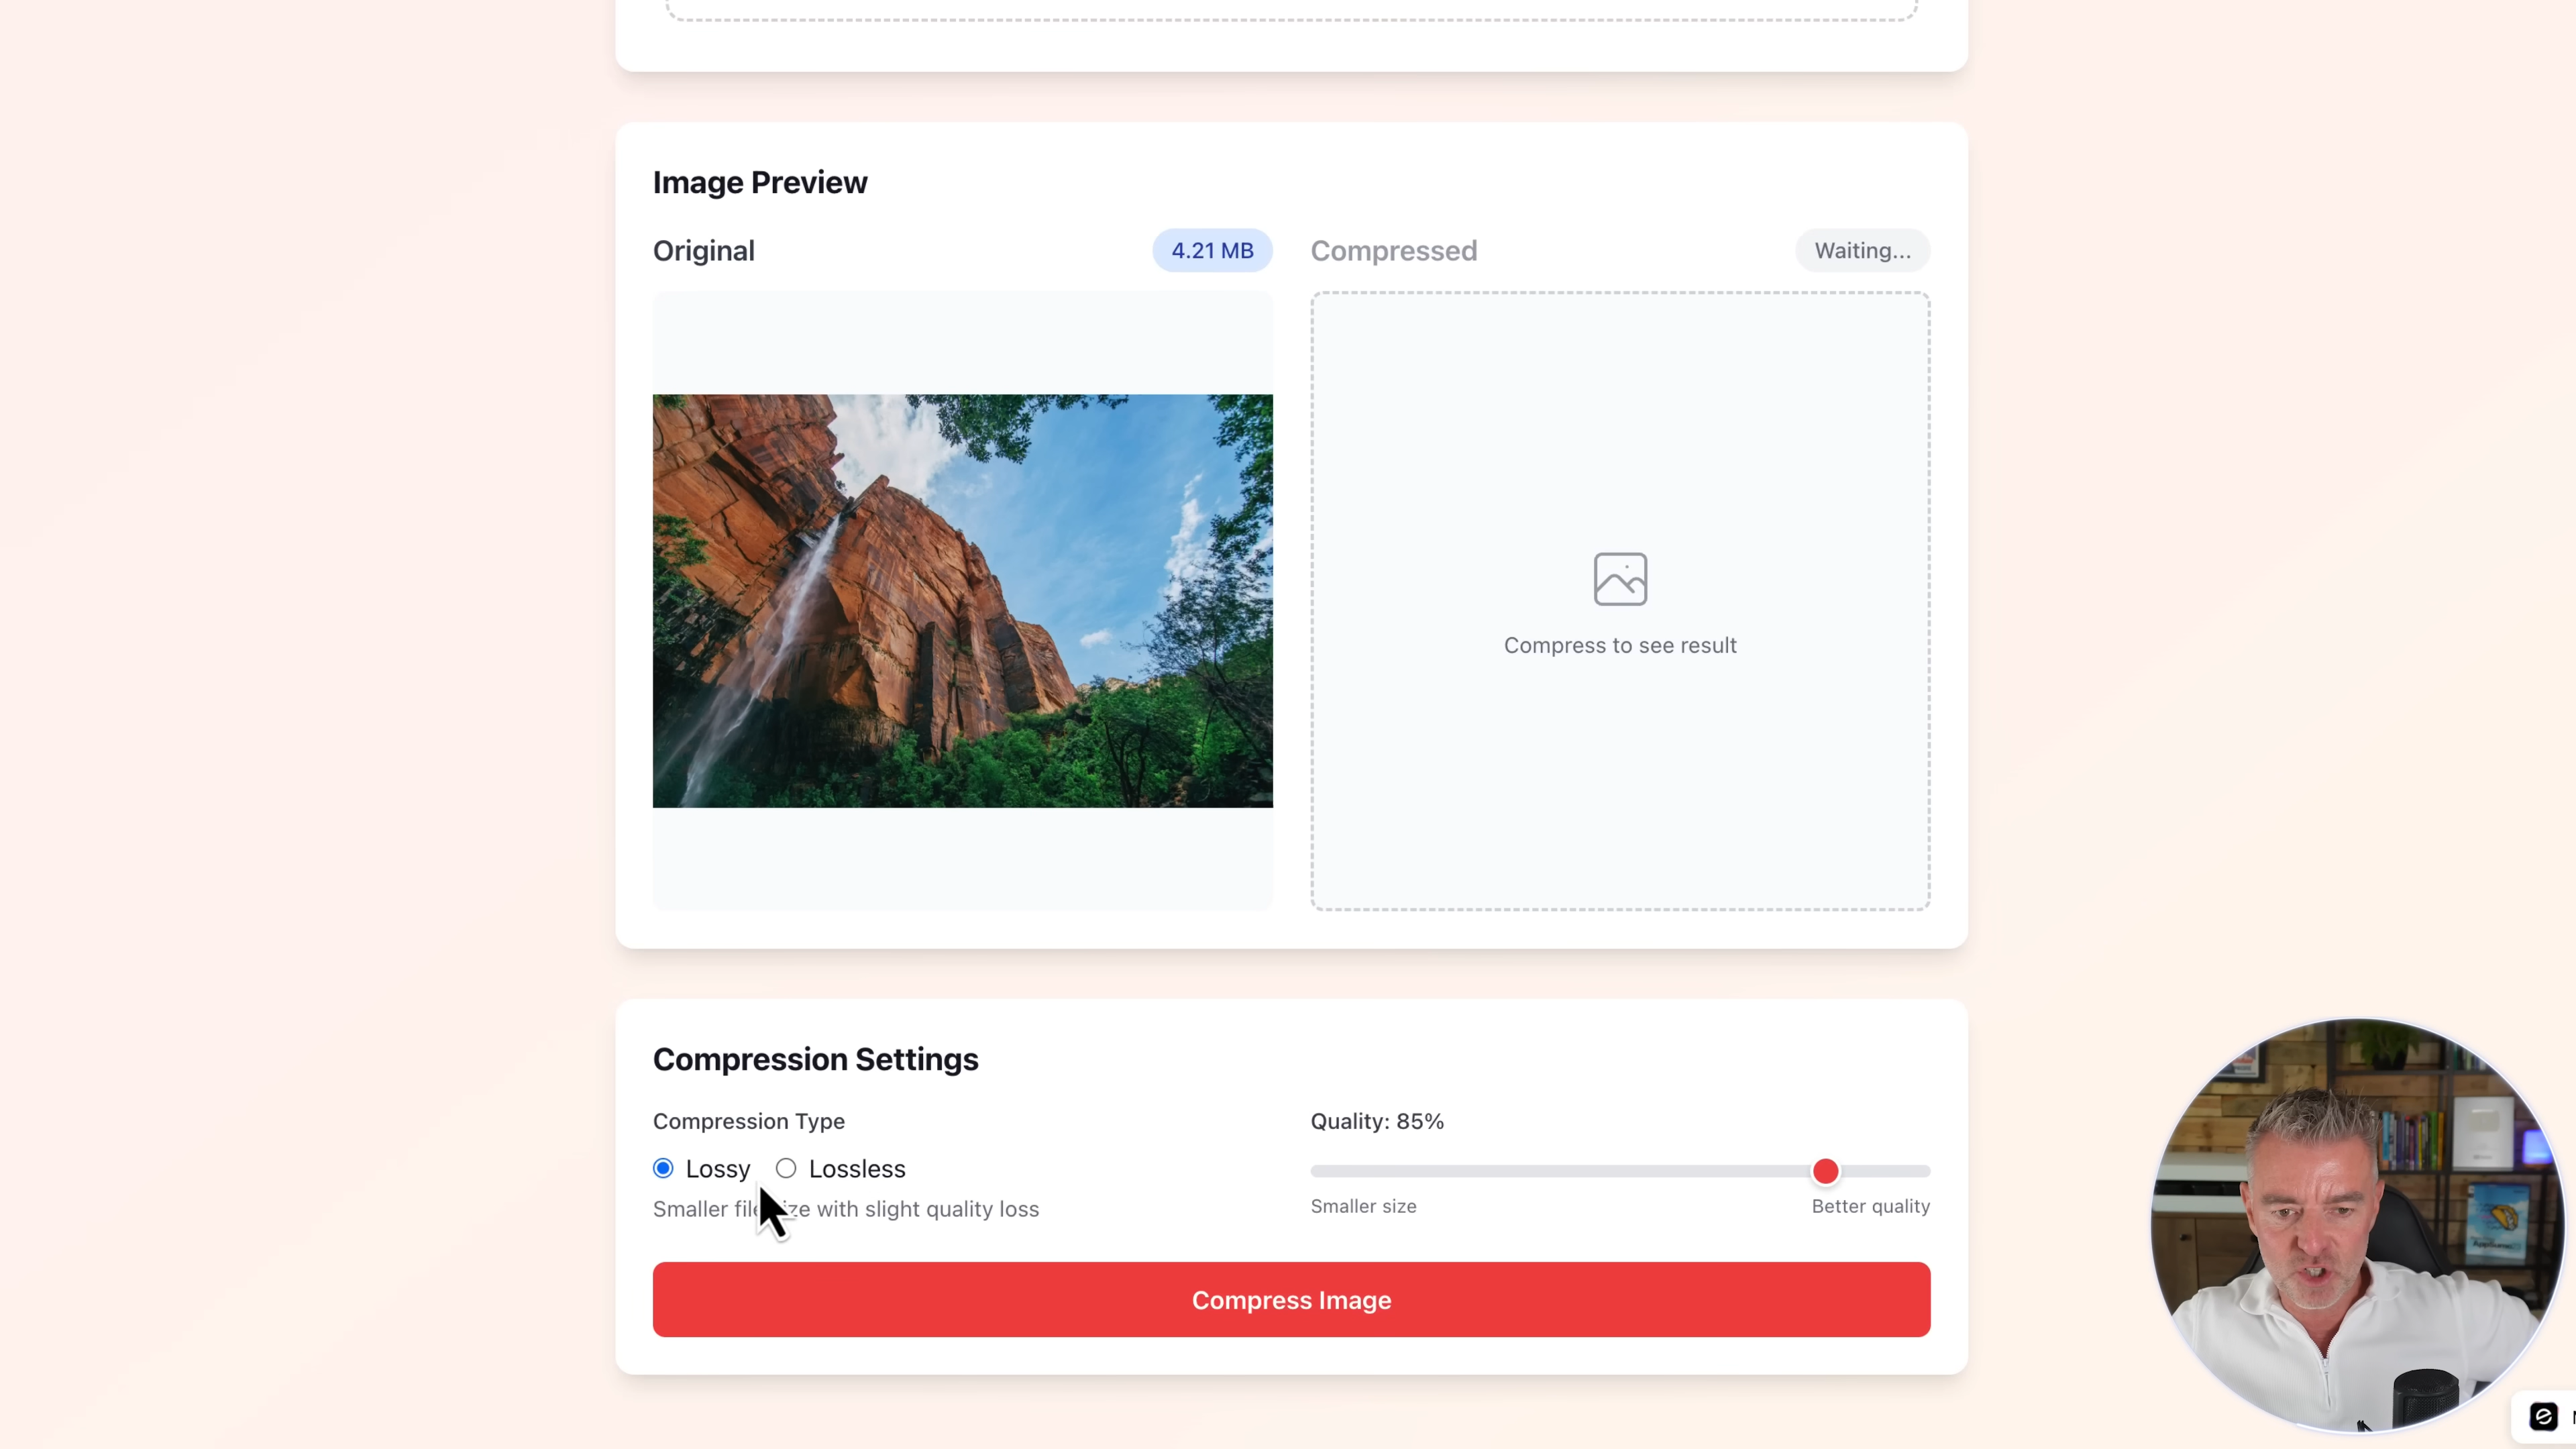 Image Preview
Original
4.21 MB
Compressed
Waiting...
Compress to see result
Compression Settings
Compression Type
Quality: 85%
Lossy
Lossless
Smaller file size with slight quality loss
Smaller size
Better quality
Compress Image